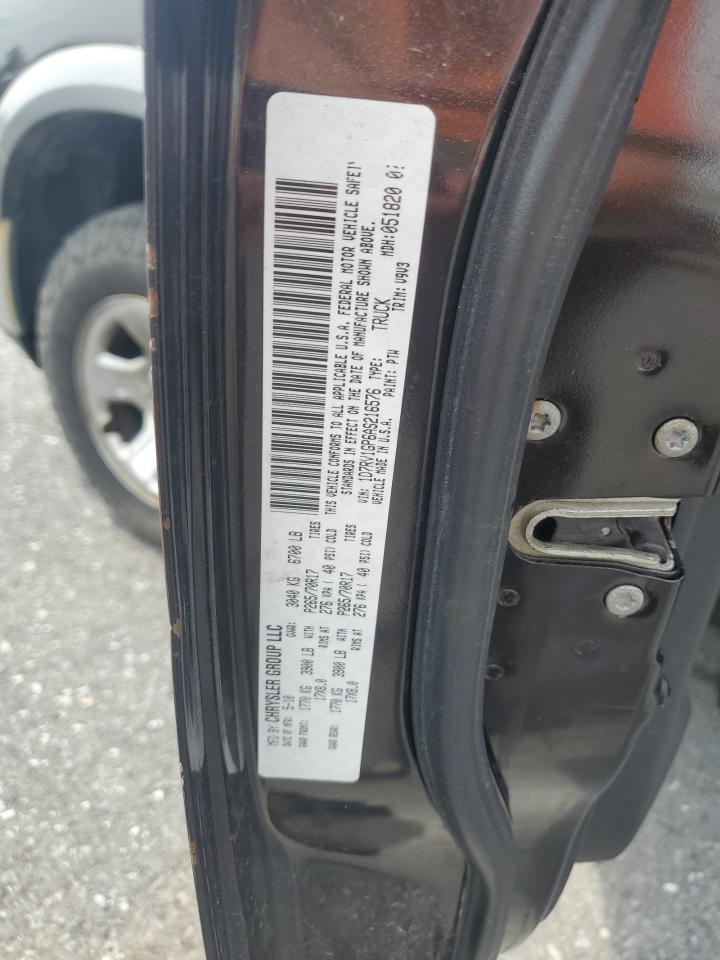 MFD BY CHRYSLER GROUP LLC
DATE OF MFR: 5-10 GVWR: 3040 KG 6700 LB
GAWR FRONT: 1770 KG 3900 LB WITH P265/70R17 TIRES
17X8.0 RIMS AT 276 KPA ( 40 PSI) COLD
GAWR REAR: 1770 KG 3900 LB WITH P265/70R17 TIRES
17X8.0 RIMS AT 276 KPA ( 40 PSI) COLD
THIS VEHICLE CONFORMS TO ALL APPLICABLE U.S.A. FEDERAL MOTOR VEHICLE SAFE
STANDARDS IN EFFECT ON THE DATE OF MANUFACTURE SHOWN ABOVE.
VIN: 1D7RV1GP6AS216576 TYPE: TRUCK MDH:051820 0
VEHICLE MADE IN U.S.A. PAINT: PTW TRIM: V9V3